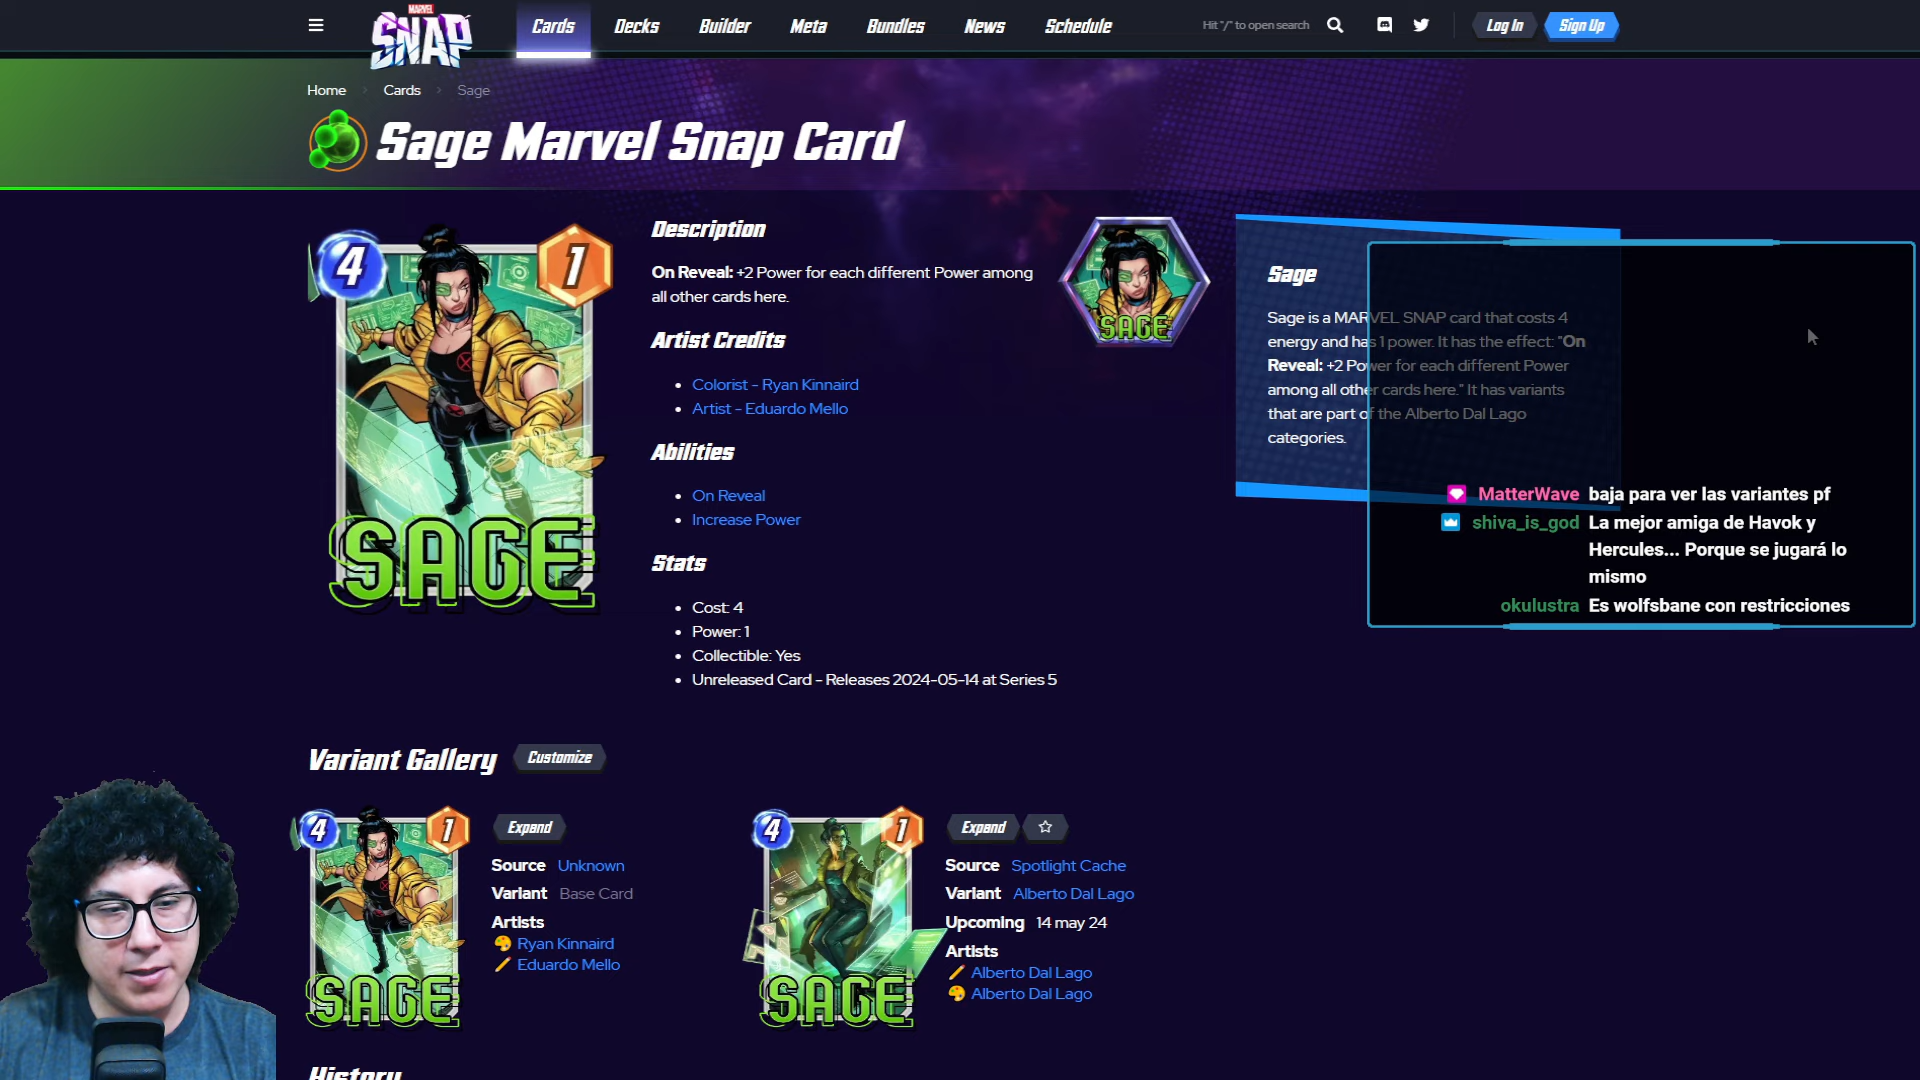 MARVEL
SNAP
Cards
Decks
Builder
Meta
Bundles
News
Schedule
Hit "/" to open search
Log In
Sign Up
Home
Cards
Sage
Sage Marvel Snap Card
4
1
SAGE
Description
On Reveal: +2 Power for each different Power among
all other cards here.
Artist Credits
Colorist - Ryan Kinnaird
Artist - Eduardo Mello
Abilities
On Reveal
Increase Power
Stats
Cost: 4
Power: 1
Collectible: Yes
Unreleased Card - Releases 2024-05-14 at Series 5
SAGE
Sage
Sage is a MARVEL SNAP card that costs 4
energy and has 1 power. It has the effect: "On
Reveal: +2 Power for each different Power
among all other cards here." It has variants
that are part of the Alberto Dal Lago
categories.
MatterWave baja para ver las variantes pf
shiva_is_god La mejor amiga de Havok y
Hercules... Porque se jugará lo
mismo
okulustra Es wolfsbane con restricciones
Variant Gallery
Customize
4
1
SAGE
Expand
Source Unknown
Variant Base Card
Artists
Ryan Kinnaird
Eduardo Mello
4
1
SAGE
Expand
Source Spotlight Cache
Variant Alberto Dal Lago
Upcoming 14 may 24
Artists
Alberto Dal Lago
Alberto Dal Lago
History